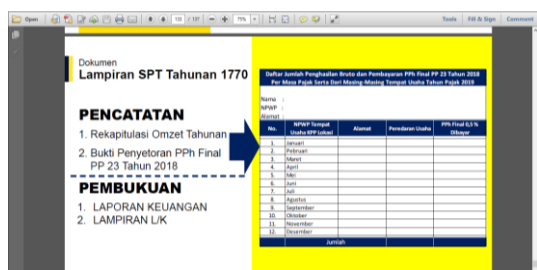 Open
110 / 137
75%
Tools
Fill & Sign
Comment
Dokumen
Lampiran SPT Tahunan 1770
PENCATATAN
1. Rekapitulasi Omzet Tahunan
2. Bukti Penyetoran PPh Final
PP 23 Tahun 2018
PEMBUKUAN
1. LAPORAN KEUANGAN
2. LAMPIRAN L/K
Daftar Jumlah Penghasilan Bruto dan Pembayaran PPh Final PP 23 Tahun 2018
Per Masa Pajak Serta Dari Masing-Masing Tempat Usaha Tahun Pajak 2019
Nama :
NPWP :
Alamat :
No.
NPWP Tempat
Usaha KPP Lokasi
Alamat
Peredaran Usaha
PPh Final 0,5 %
Dibayar
1. Januari
2. Pebruari
3. Maret
4. April
5. Mei
6. Juni
7. Juli
8. Agustus
9. September
10. Oktober
11. November
12. Desember
Jumlah